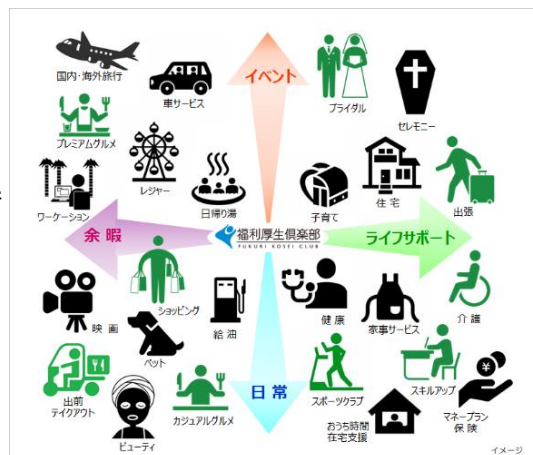 イベント
国内・海外旅行
車サービス
ブライダル
セレモニー
プレミアムグルメ
レジャー
日帰り湯
子育て
住宅
出張
ワーケーション
余暇
福利厚生倶楽部
FUKURI KOSEI CLUB
ライフサポート
映画
ショッピング
ペット
給油
健康
家事サービス
介護
出前
テイクアウト
ビューティ
カジュアルグルメ
日常
スポーツクラブ
おうち時間
在宅支援
スキルアップ
マネープラン
保険
¥
イメージ